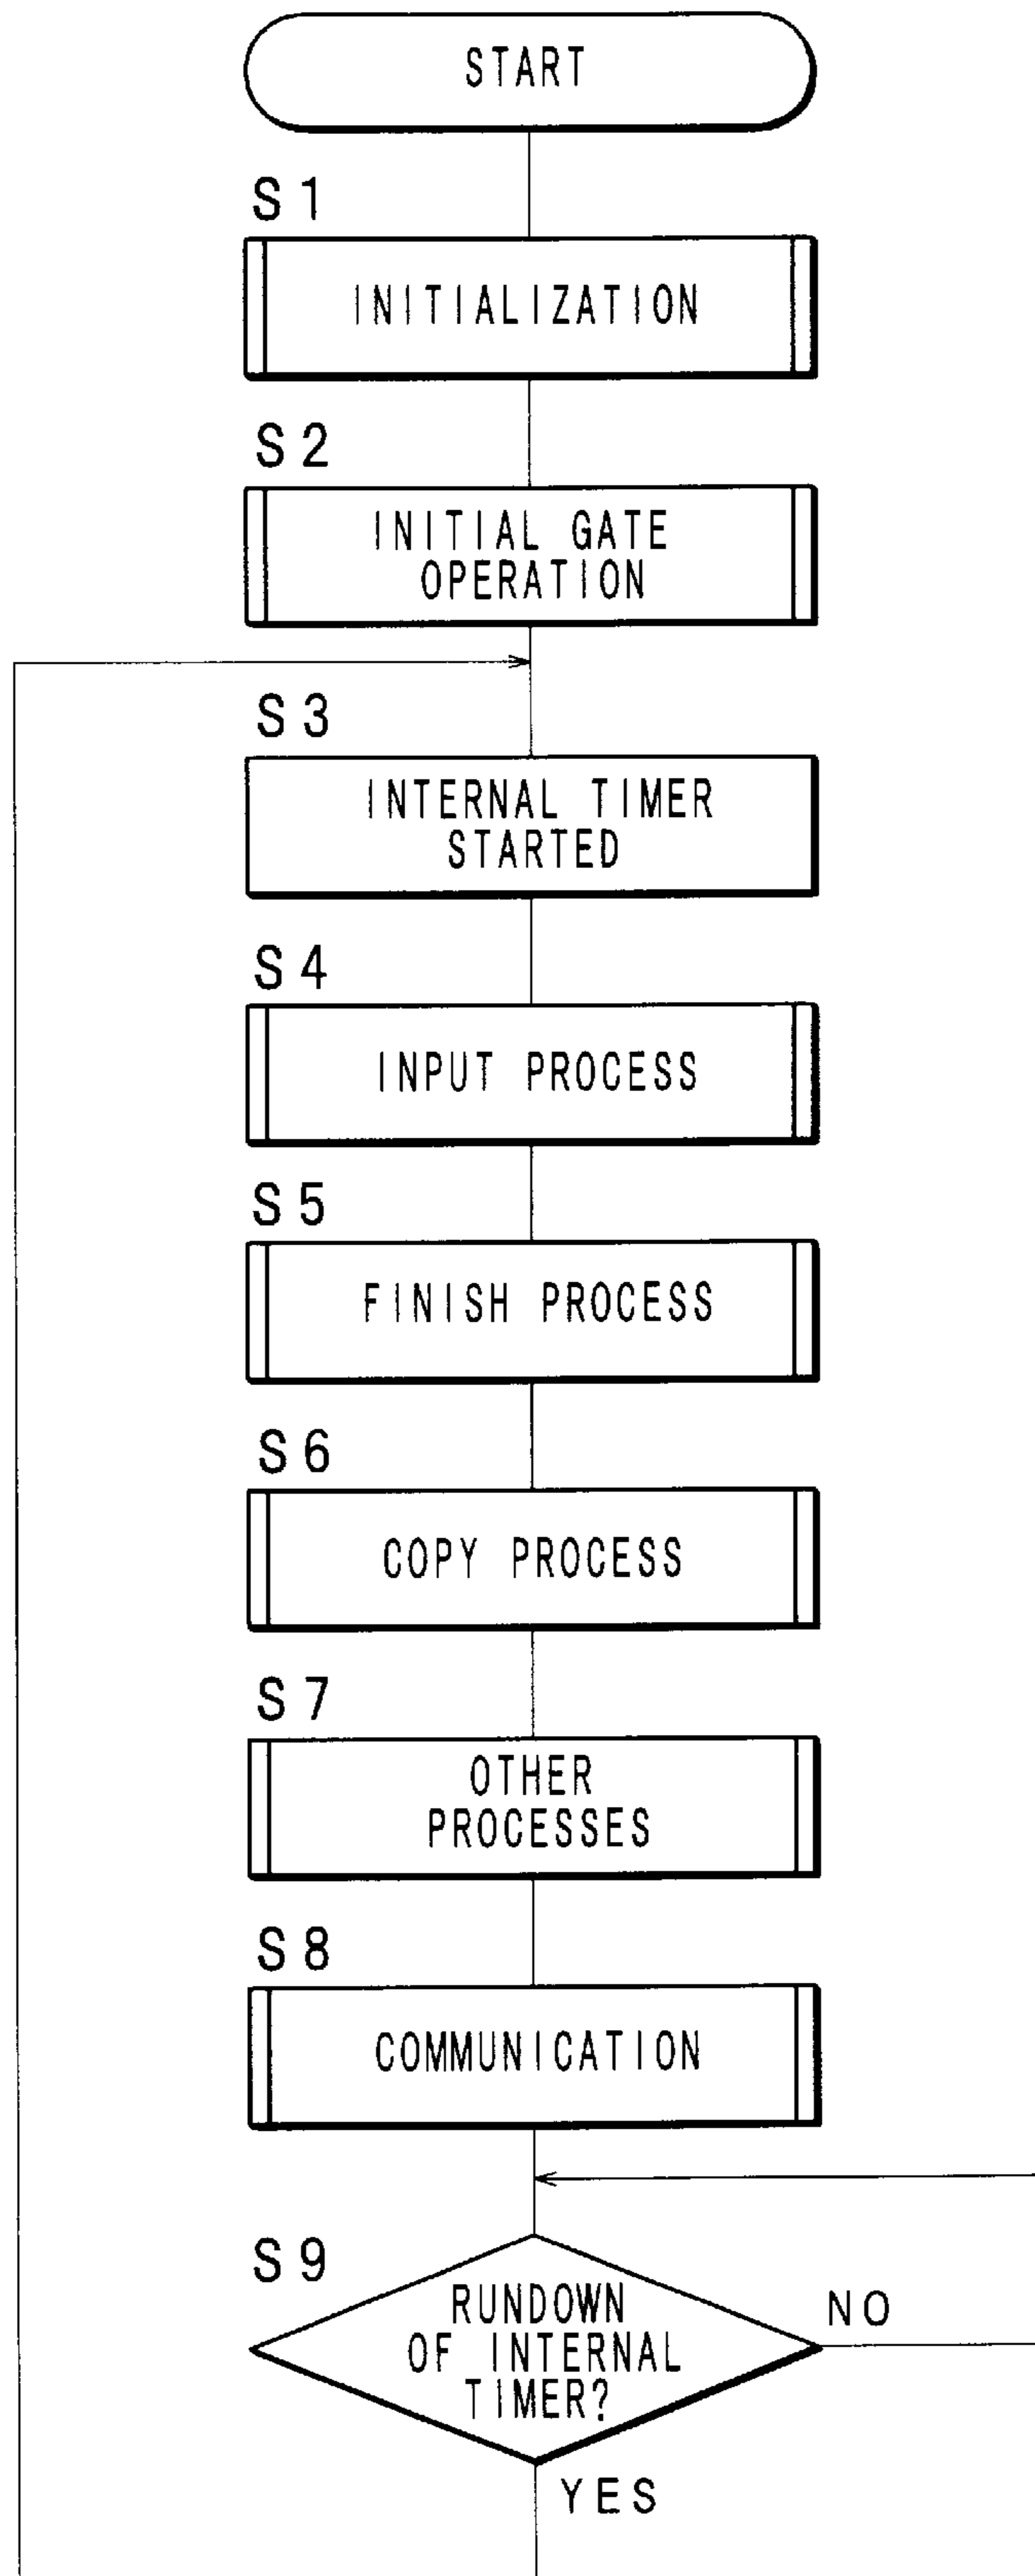 START
S1
INITIALIZATION
S2
INITIAL GATE
OPERATION
S3
INTERNAL TIMER
STARTED
S4
INPUT PROCESS
S5
FINISH PROCESS
S6
COPY PROCESS
S7
OTHER
PROCESSES
S8
COMMUNICATION
S9
RUNDOWN
OF INTERNAL
TIMER?
NO
YES